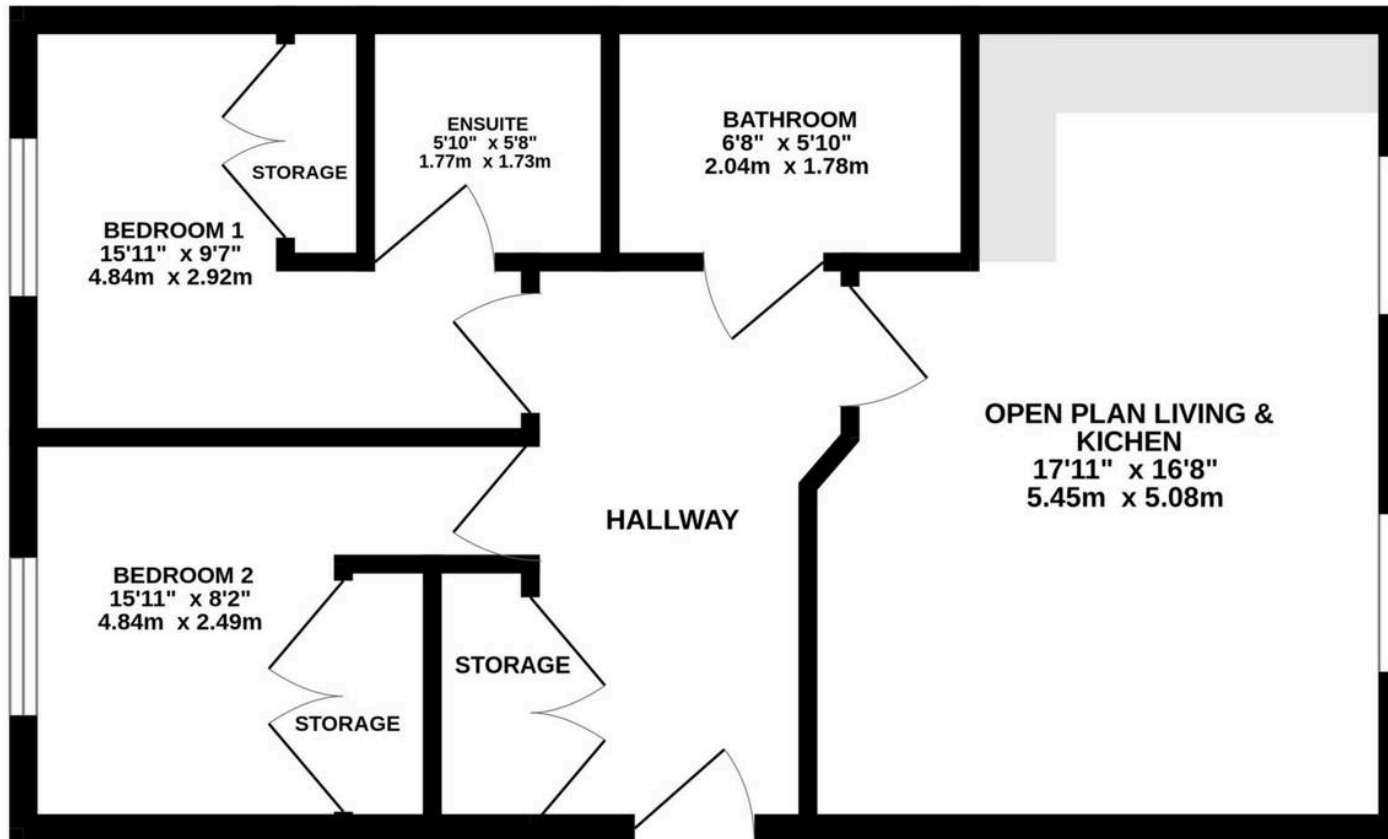 ENSUITE
5'10" x 5'8"
1.77m x 1.73m
BATHROOM
6'8" x 5'10"
2.04m x 1.78m
STORAGE
BEDROOM 1
15'11" x 9'7"
4.84m x 2.92m
OPEN PLAN LIVING &
KICHEN
17'11" x 16'8"
5.45m x 5.08m
HALLWAY
BEDROOM 2
15'11" x 8'2"
4.84m x 2.49m
STORAGE
STORAGE